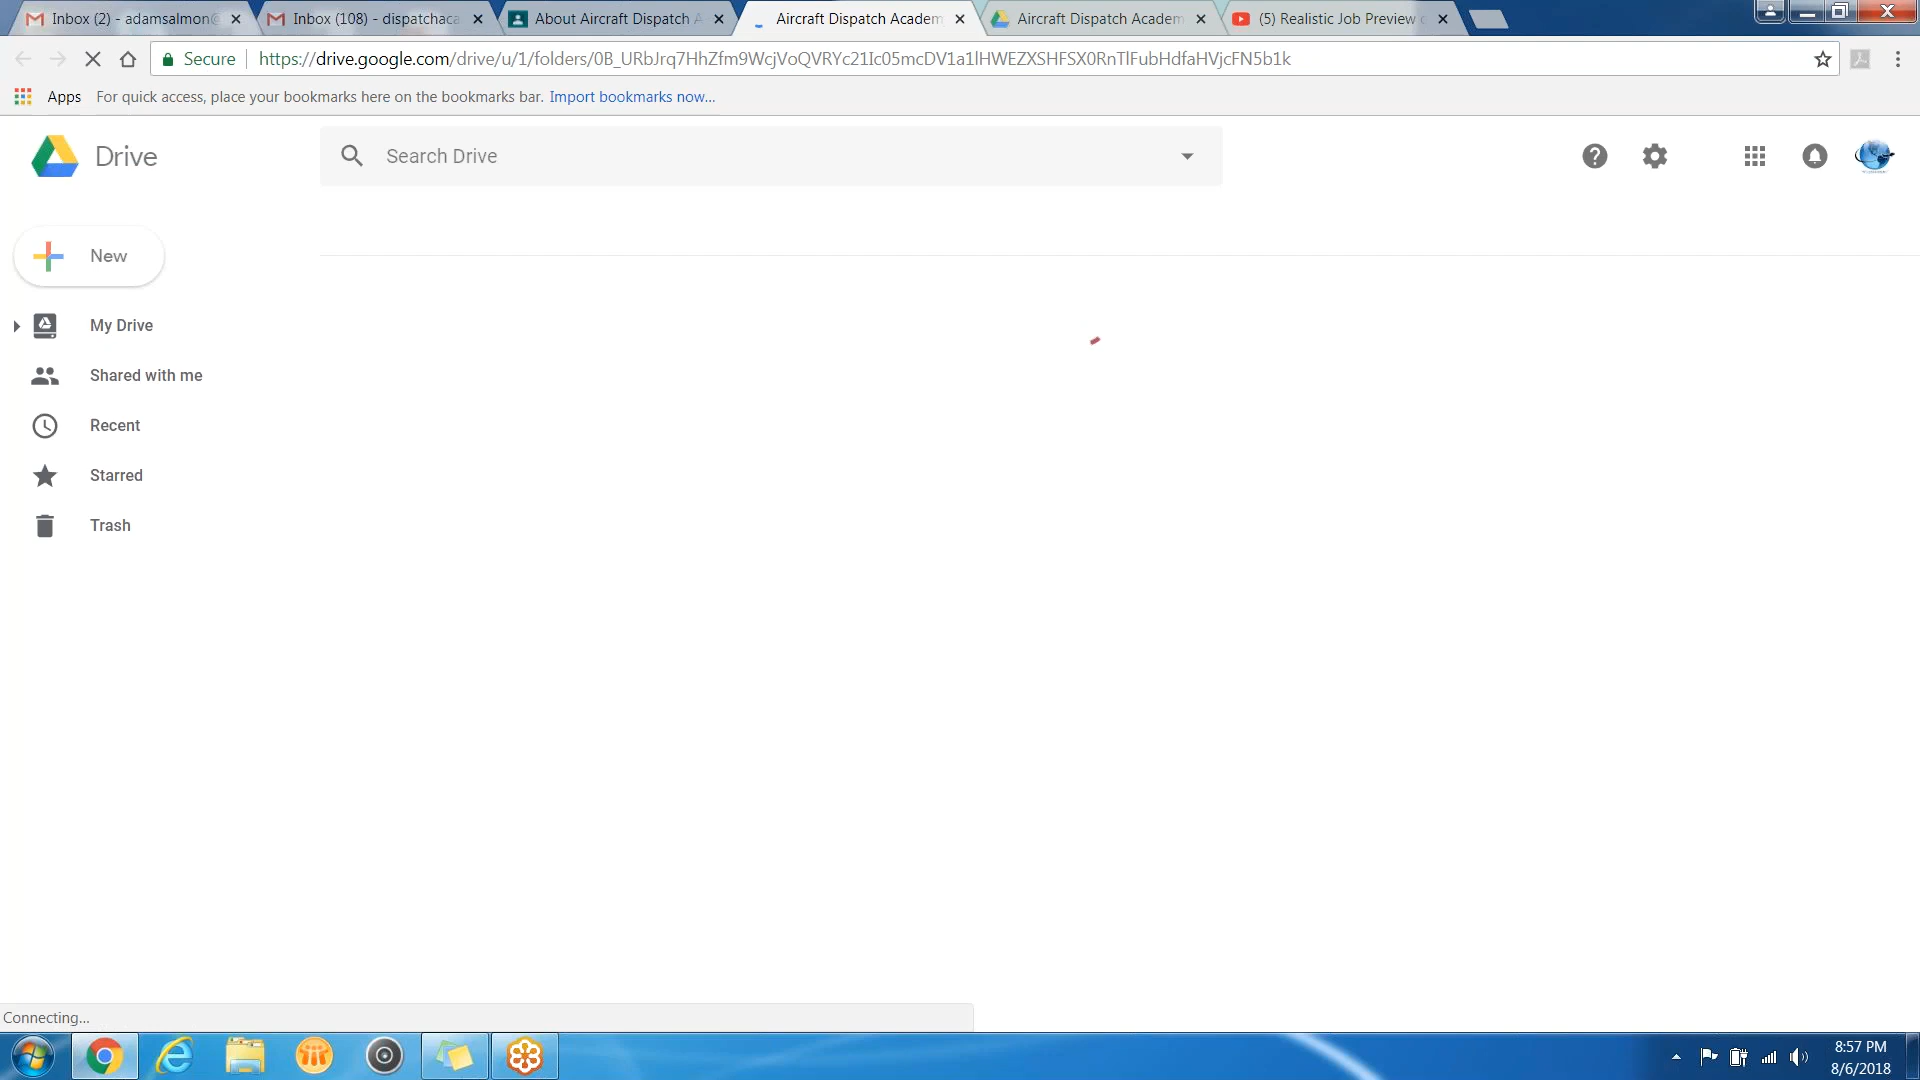 Inbox (2) - adamsalmon@
Inbox (108) - dispatchaca
About Aircraft Dispatch A
Aircraft Dispatch Academ
Aircraft Dispatch Academ
(5) Realistic Job Preview
Secure
https://drive.google.com/drive/u/1/folders/0B_URbJrq7HhZfm9WcjVoQVRYc21Ic05mcDV1a1lHWEZXSHFSX0RnTlFubHdfaHVjcFN5b1k
Apps
For quick access, place your bookmarks here on the bookmarks bar. Import bookmarks now...
Drive
Search Drive
New
My Drive
Shared with me
Recent
Starred
Trash
Connecting...
8:57 PM
8/6/2018